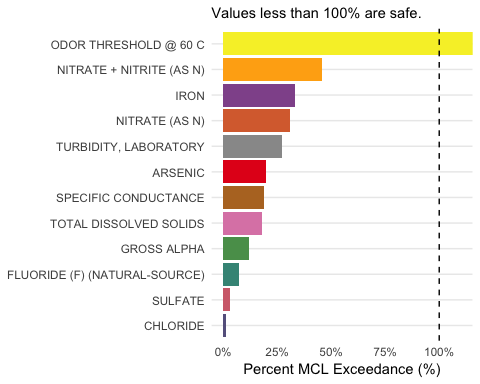 Values less than 100% are safe.
ODOR THRESHOLD @ 60 C
NITRATE + NITRITE (AS N)
IRON
NITRATE (AS N)
TURBIDITY, LABORATORY
ARSENIC
SPECIFIC CONDUCTANCE
TOTAL DISSOLVED SOLIDS
GROSS ALPHA
FLUORIDE (F) (NATURAL-SOURCE)
SULFATE
CHLORIDE
0% 25% 50% 75% 100%
Percent MCL Exceedance (%)